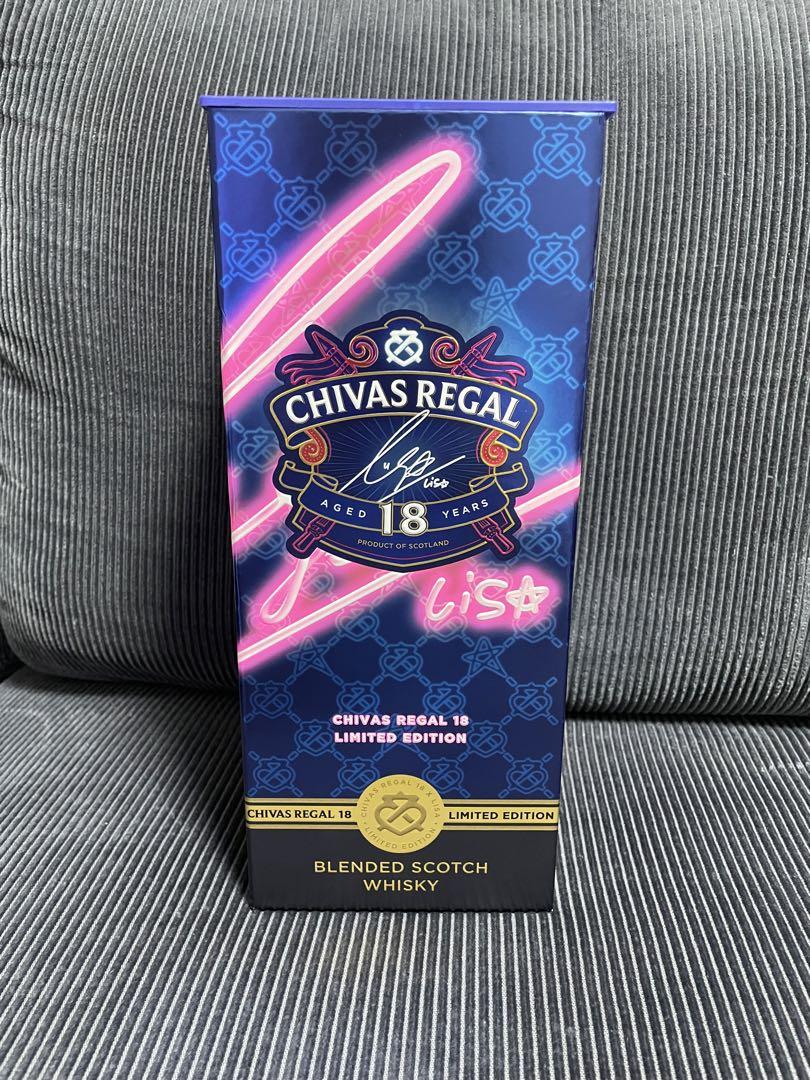 CHIVAS REGAL
LISA
AGED 18 YEARS
PRODUCT OF SCOTLAND
LISA
CHIVAS REGAL 18
LIMITED EDITION
CHIVAS REGAL 18 X LISA
LIMITED EDITION
CHIVAS REGAL 18
LIMITED EDITION
BLENDED SCOTCH
WHISKY